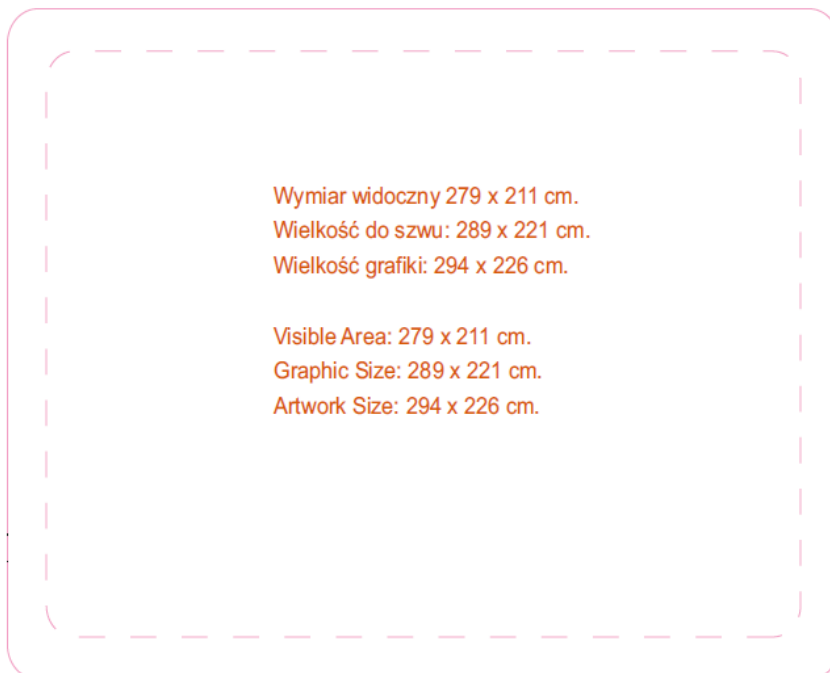 Wymiar widoczny 279 x 211 cm.
Wielkość do szwu: 289 x 221 cm.
Wielkość grafiki: 294 x 226 cm.
Visible Area: 279 x 211 cm.
Graphic Size: 289 x 221 cm.
Artwork Size: 294 x 226 cm.